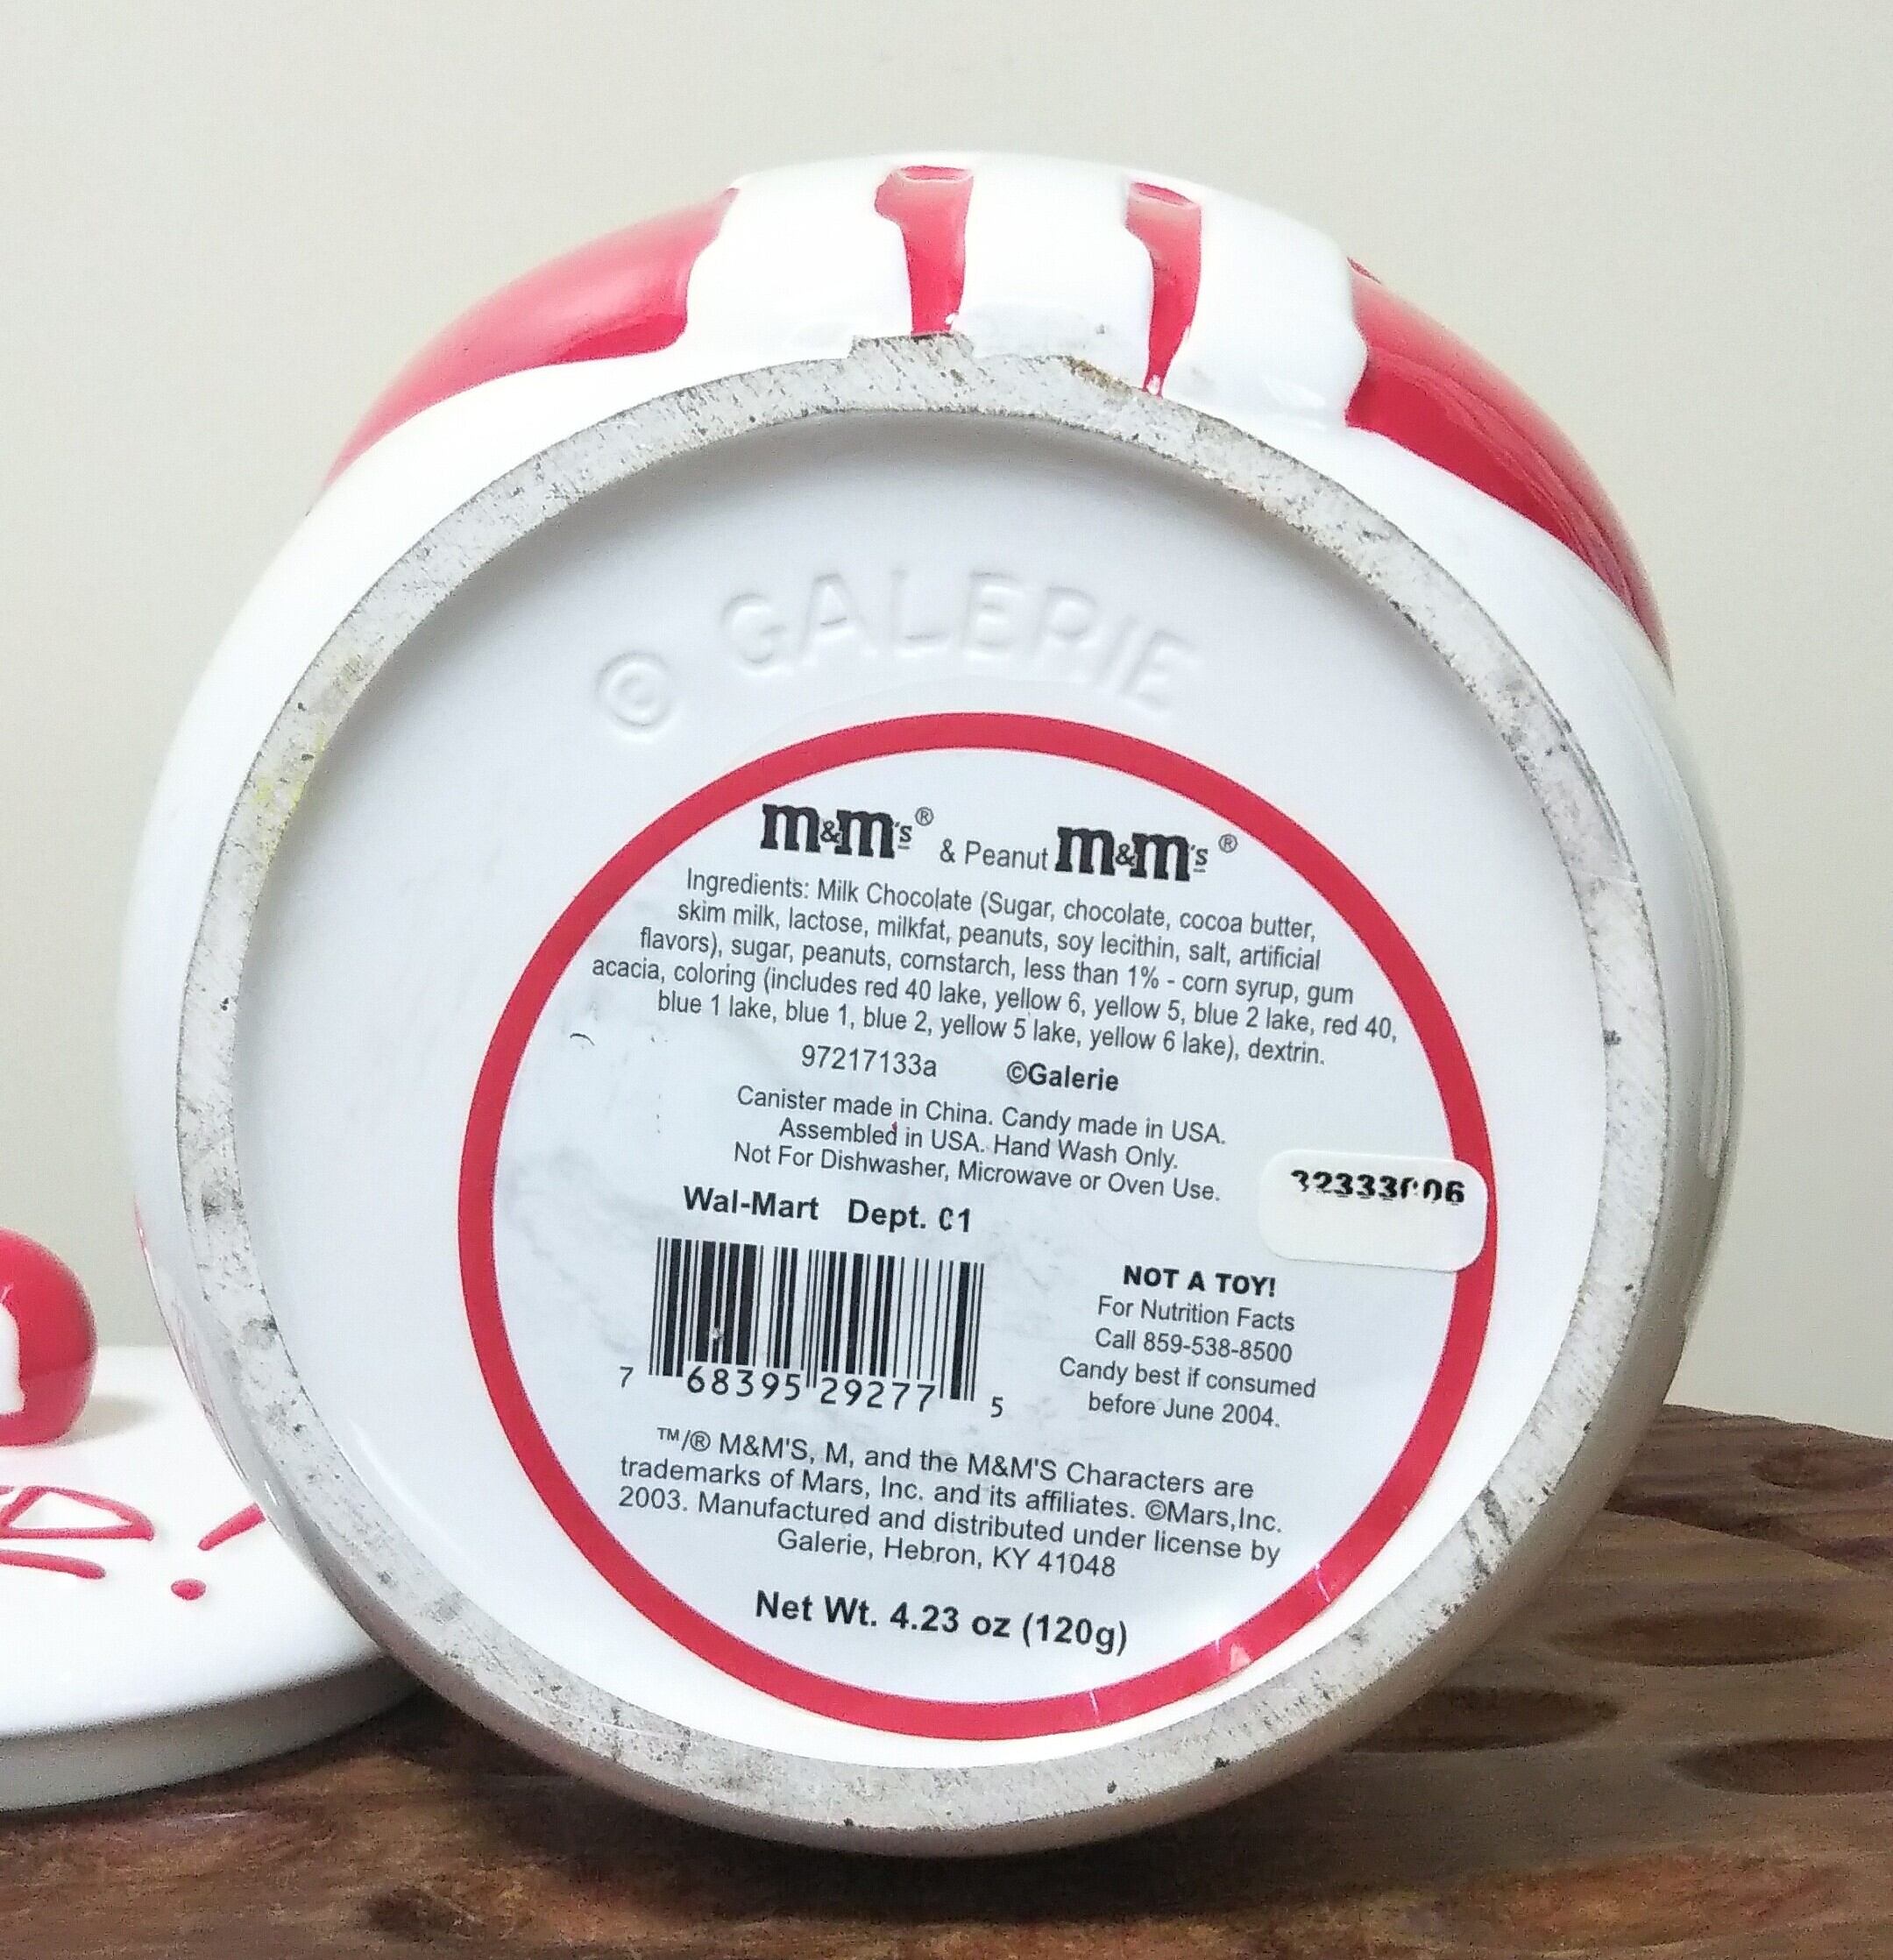 © GALERIE
m&m's® & Peanut m&m's®
Ingredients: Milk Chocolate (Sugar, chocolate, cocoa butter,
skim milk, lactose, milkfat, peanuts, soy lecithin, salt, artificial
flavors), sugar, peanuts, cornstarch, less than 1% - corn syrup, gum
acacia, coloring (includes red 40 lake, yellow 6, yellow 5, blue 2 lake, red 40,
blue 1 lake, blue 1, blue 2, yellow 5 lake, yellow 6 lake), dextrin.
97217133a ©Galerie
Canister made in China. Candy made in USA.
Assembled in USA. Hand Wash Only.
Not For Dishwasher, Microwave or Oven Use.
Wal-Mart Dept. 01
7 68395 29277 5
NOT A TOY!
For Nutrition Facts
Call 859-538-8500
Candy best if consumed
before June 2004.
™/® M&M'S, M, and the M&M'S Characters are
trademarks of Mars, Inc. and its affiliates. ©Mars,Inc.
2003. Manufactured and distributed under license by
Galerie, Hebron, KY 41048
Net Wt. 4.23 oz (120g)